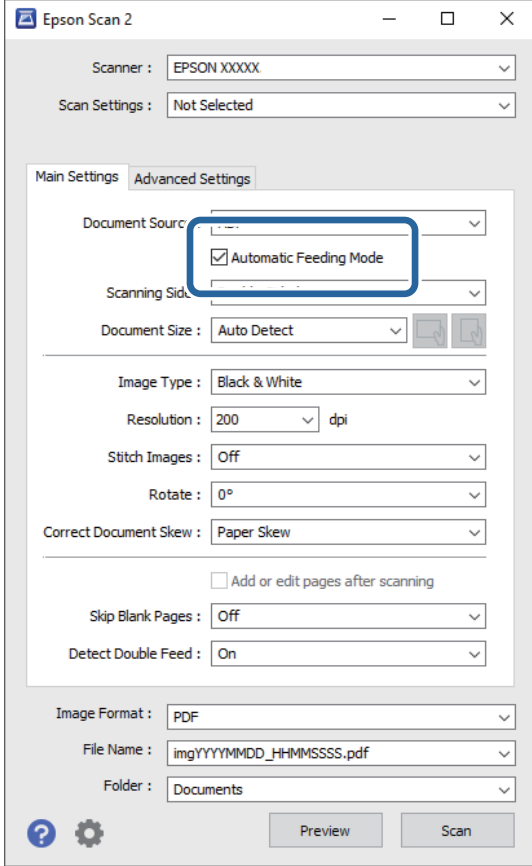 Epson Scan 2
Scanner : EPSON XXXXX
Scan Settings : Not Selected
Main Settings Advanced Settings
Document
Automatic Feeding Mode
Scanning
Document Size : Auto Detect
Image Type : Black & White
Resolution : 200 dpi
Stitch Images : Off
Rotate : 0°
Correct Document Skew : Paper Skew
Add or edit pages after scanning
Skip Blank Pages : Off
Detect Double Feed : On
Image Format : PDF
File Name : imgYYYYMMDD_HHMMSSSS.pdf
Folder : Documents
? Preview Scan